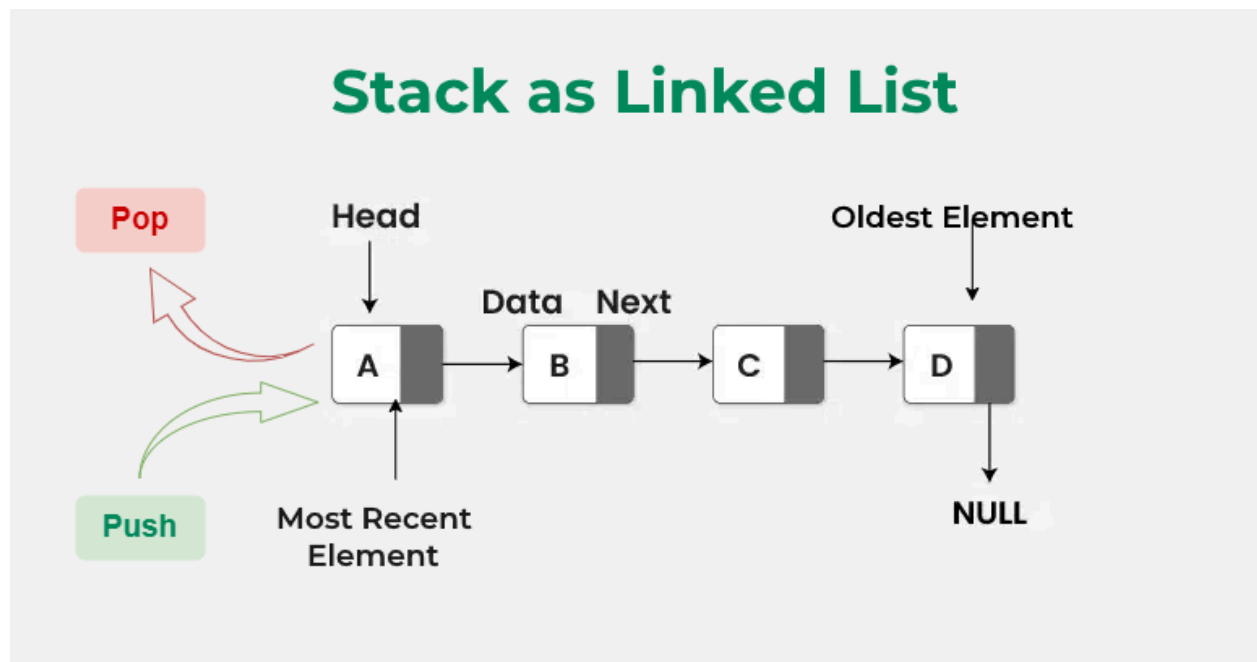 Stack as Linked List
Pop
Head
Oldest Element
Data Next
A
B
C
D
Push
Most Recent
Element
NULL